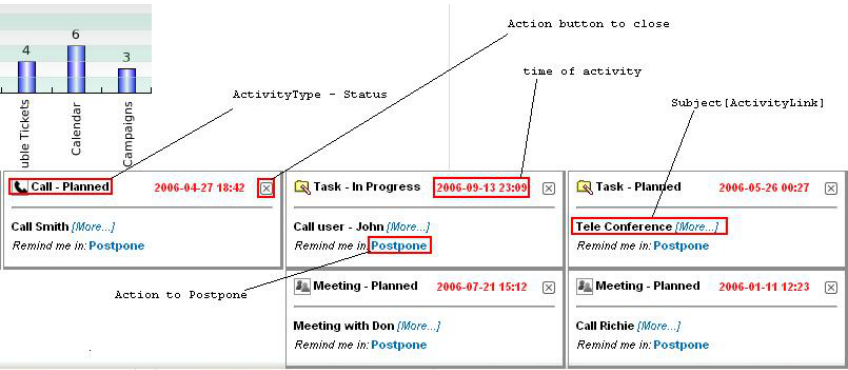 Action button to close
6
4
3
time of activity
ActivityType - Status
Subject[ActivityLink]
uble Tickets
Calendar
Campaigns
Call - Planned 2006-04-27 18:42
Call Smith [More...]
Remind me in: Postpone
Task - In Progress 2006-09-13 23:09
Call user - John [More...]
Remind me in: Postpone
Task - Planned 2006-05-26 00:27
Tele Conference [More...]
Remind me in: Postpone
Action to Postpone
Meeting - Planned 2006-07-21 15:12
Meeting with Don [More...]
Remind me in: Postpone
Meeting - Planned 2006-01-11 12:23
Call Richie [More...]
Remind me in: Postpone